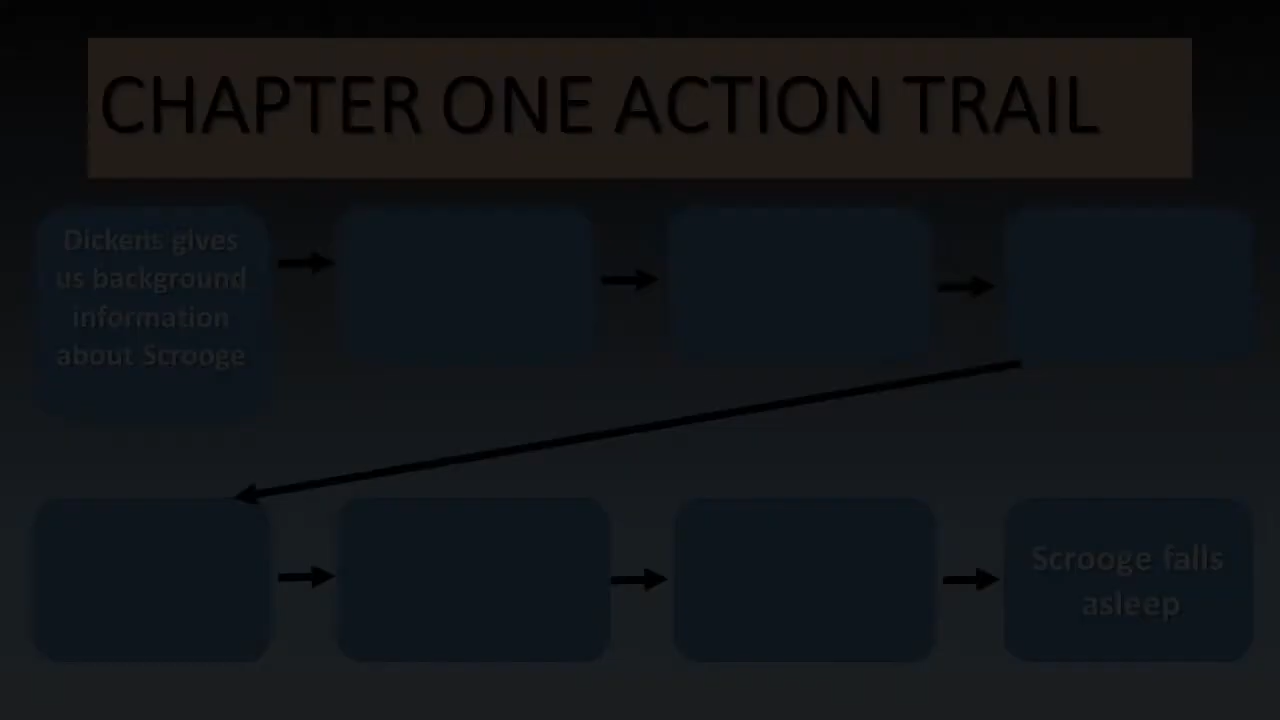 CHAPTER ONE ACTION TRAIL
Dickens gives
us background
information
about Scrooge
Scrooge falls
asleep